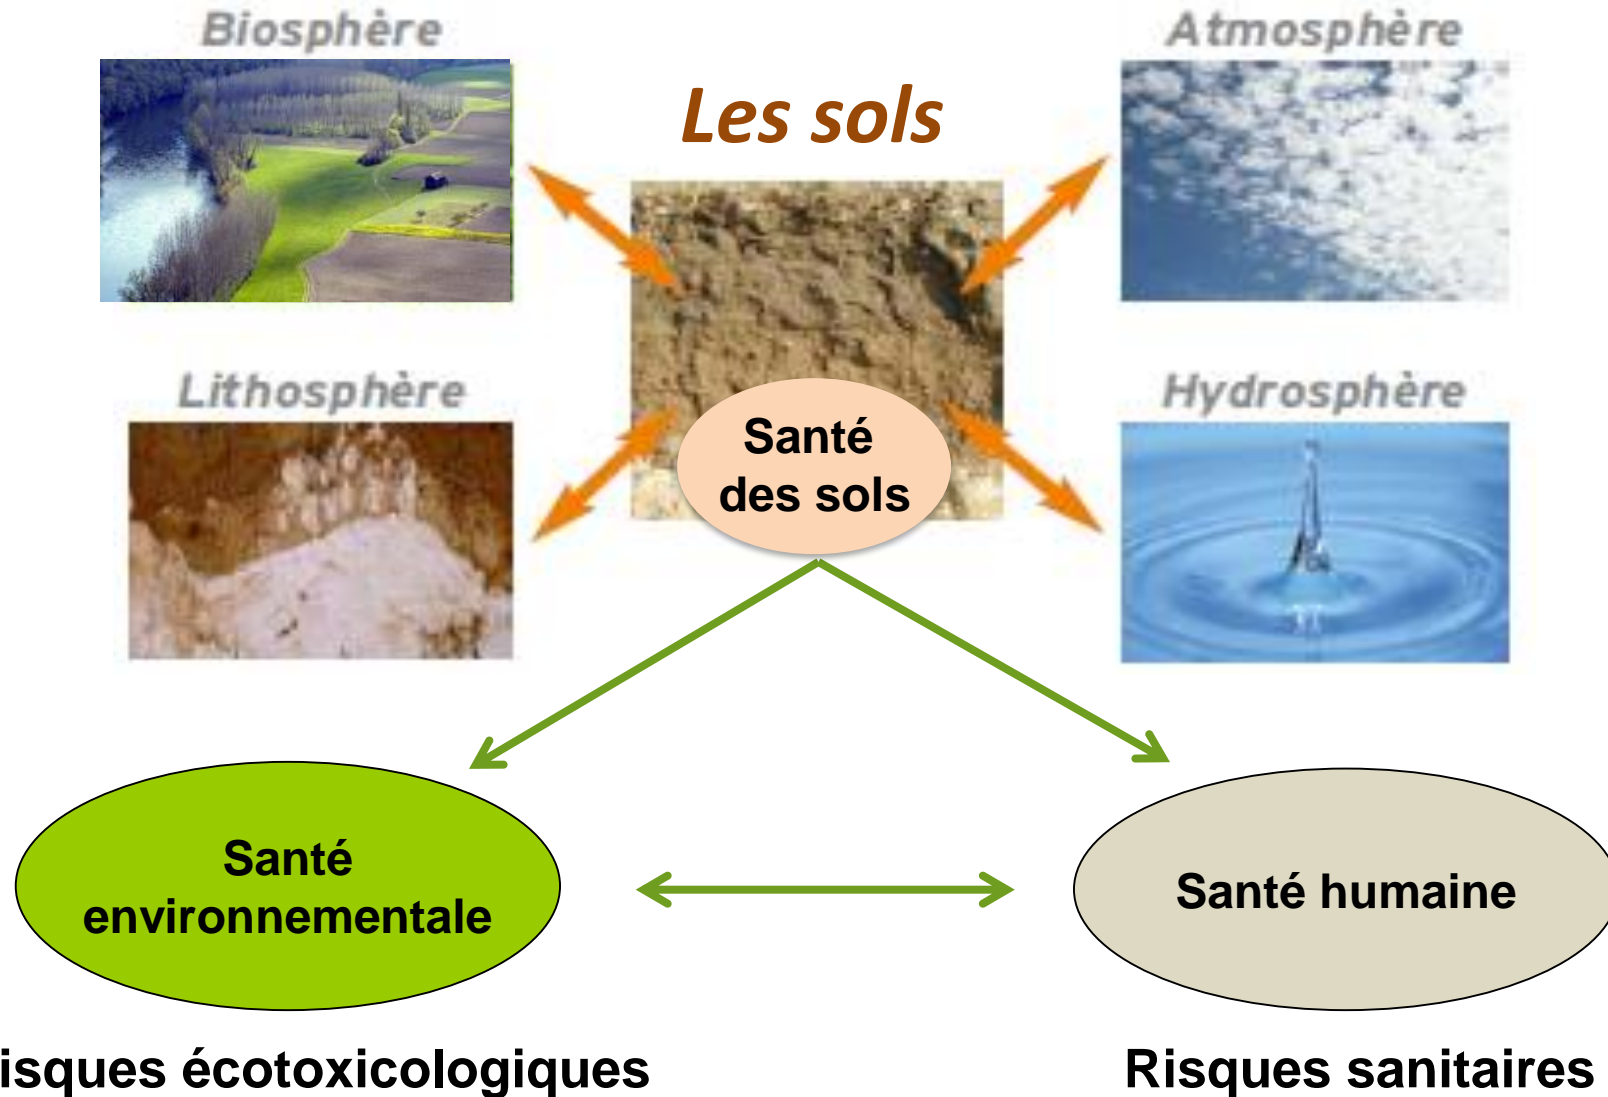 Biosphère
Atmosphère
Les sols
Lithosphère
Hydrosphère
Santé
des sols
Santé
environnementale
Santé humaine
isques écotoxicologiques
Risques sanitaires